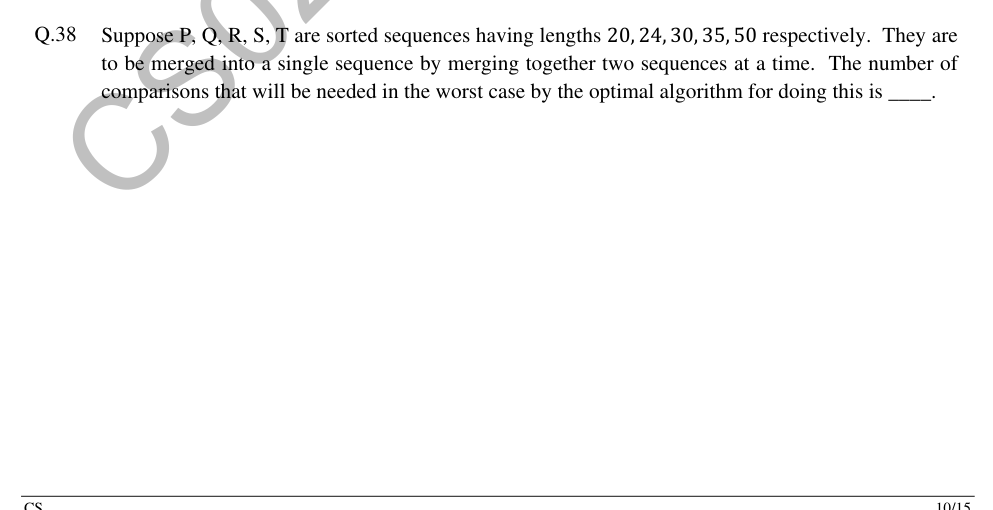 CS02
Q.38 Suppose P, Q, R, S, T are sorted sequences having lengths 20, 24, 30, 35, 50 respectively. They are
to be merged into a single sequence by merging together two sequences at a time. The number of
comparisons that will be needed in the worst case by the optimal algorithm for doing this is ____.
CS 10/15